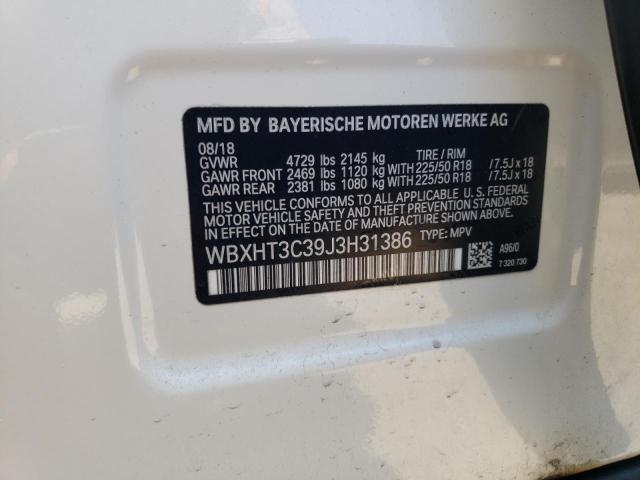 MFD BY BAYERISCHE MOTOREN WERKE AG
08/18
GVWR 4729 lbs 2145 kg TIRE / RIM
GAWR FRONT 2469 lbs 1120 kg WITH 225/50 R18 / 7.5J x 18
GAWR REAR 2381 lbs 1080 kg WITH 225/50 R18 / 7.5J x 18
THIS VEHICLE CONFORMS TO ALL APPLICABLE U. S. FEDERAL
MOTOR VEHICLE SAFETY AND THEFT PREVENTION STANDARDS
IN EFFECT ON THE DATE OF MANUFACTURE SHOWN ABOVE.
WBXHT3C39J3H31386 TYPE: MPV
A96/0
7 320 730